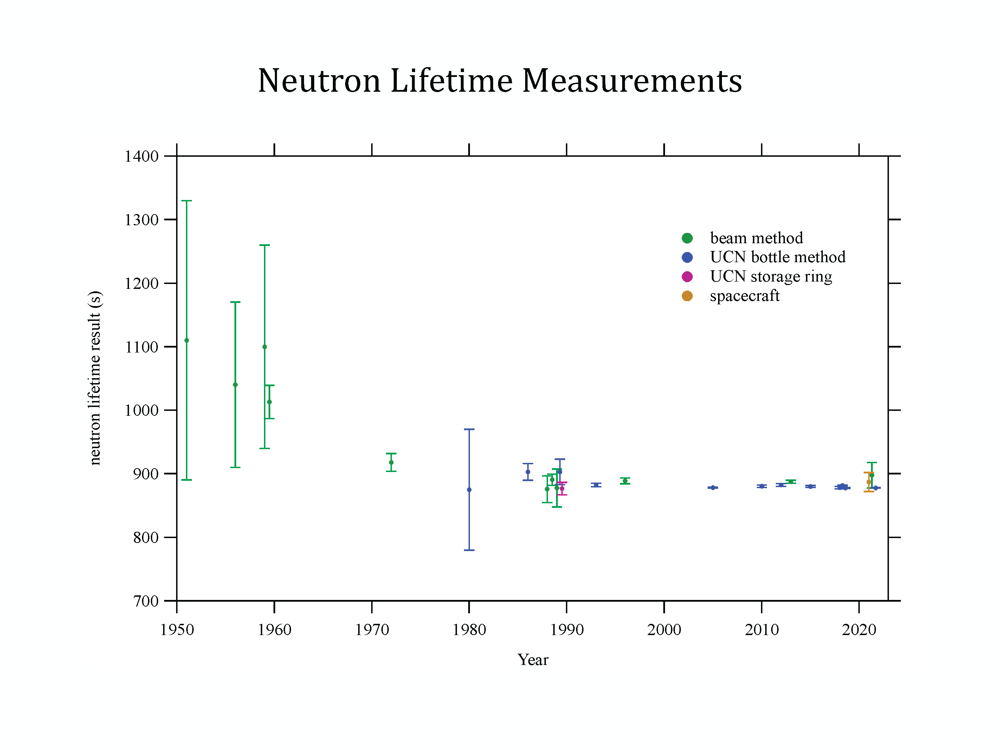 Neutron Lifetime Measurements
1400
1300
1200
1100
1000
900
800
700
neutron lifetime result (s)
beam method
UCN bottle method
UCN storage ring
spacecraft
1950 1960 1970 1980 1990 2000 2010 2020
Year